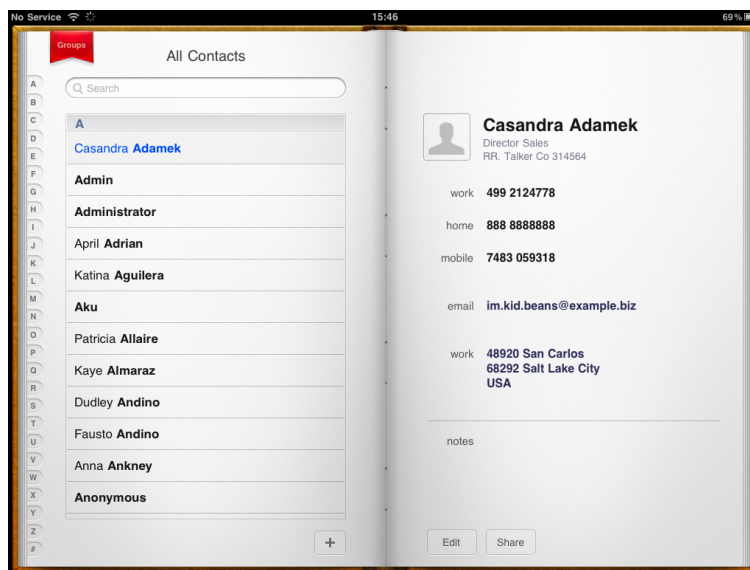 No Service
15:46
69%
Groups
All Contacts
Search
A
B
C
D
E
F
G
H
I
J
K
L
M
N
O
P
Q
R
S
T
U
V
W
X
Y
Z
#
A
Casandra Adamek
Admin
Administrator
April Adrian
Katina Aguilera
Aku
Patricia Allaire
Kaye Almaraz
Dudley Andino
Fausto Andino
Anna Ankney
Anonymous
+
Casandra Adamek
Director Sales
RR. Talker Co 314564
work 499 2124778
home 888 8888888
mobile 7483 059318
email im.kid.beans@example.biz
work 48920 San Carlos
68292 Salt Lake City
USA
notes
Edit
Share